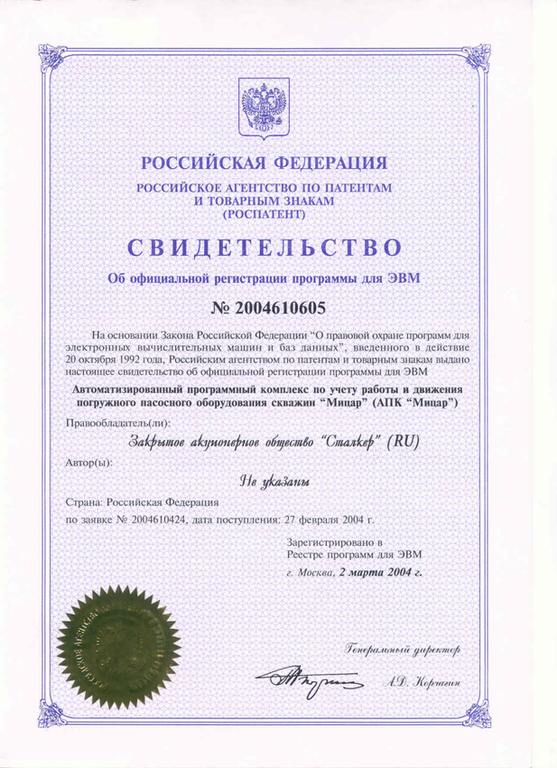 РОССИЙСКАЯ ФЕДЕРАЦИЯ
РОССИЙСКОЕ АГЕНТСТВО ПО ПАТЕНТАМ
И ТОВАРНЫМ ЗНАКАМ
(РОСПАТЕНТ)
СВИДЕТЕЛЬСТВО
Об официальной регистрации программы для ЭВМ
№ 2004610605
На основании Закона Российской Федерации “О правовой охране программ для
электронных вычислительных машин и баз данных”, введенного в действие
20 октября 1992 года, Российским агентством по патентам и товарным знакам выдано
настоящее свидетельство об официальной регистрации программы для ЭВМ
Автоматизированный программный комплекс по учету работы и движения
погружного насосного оборудования скважин “Мицар” (АПК “Мицар”)
Правообладатель(ли):
Закрытое акционерное общество “Сталкер” (RU)
Автор(ы):
Не указаны
Страна: Российская Федерация
по заявке № 2004610424, дата поступления: 27 февраля 2004 г.
Зарегистрировано в
Реестре программ для ЭВМ
г. Москва, 2 марта 2004 г.
Генеральный директор
А.Д. Корчагин